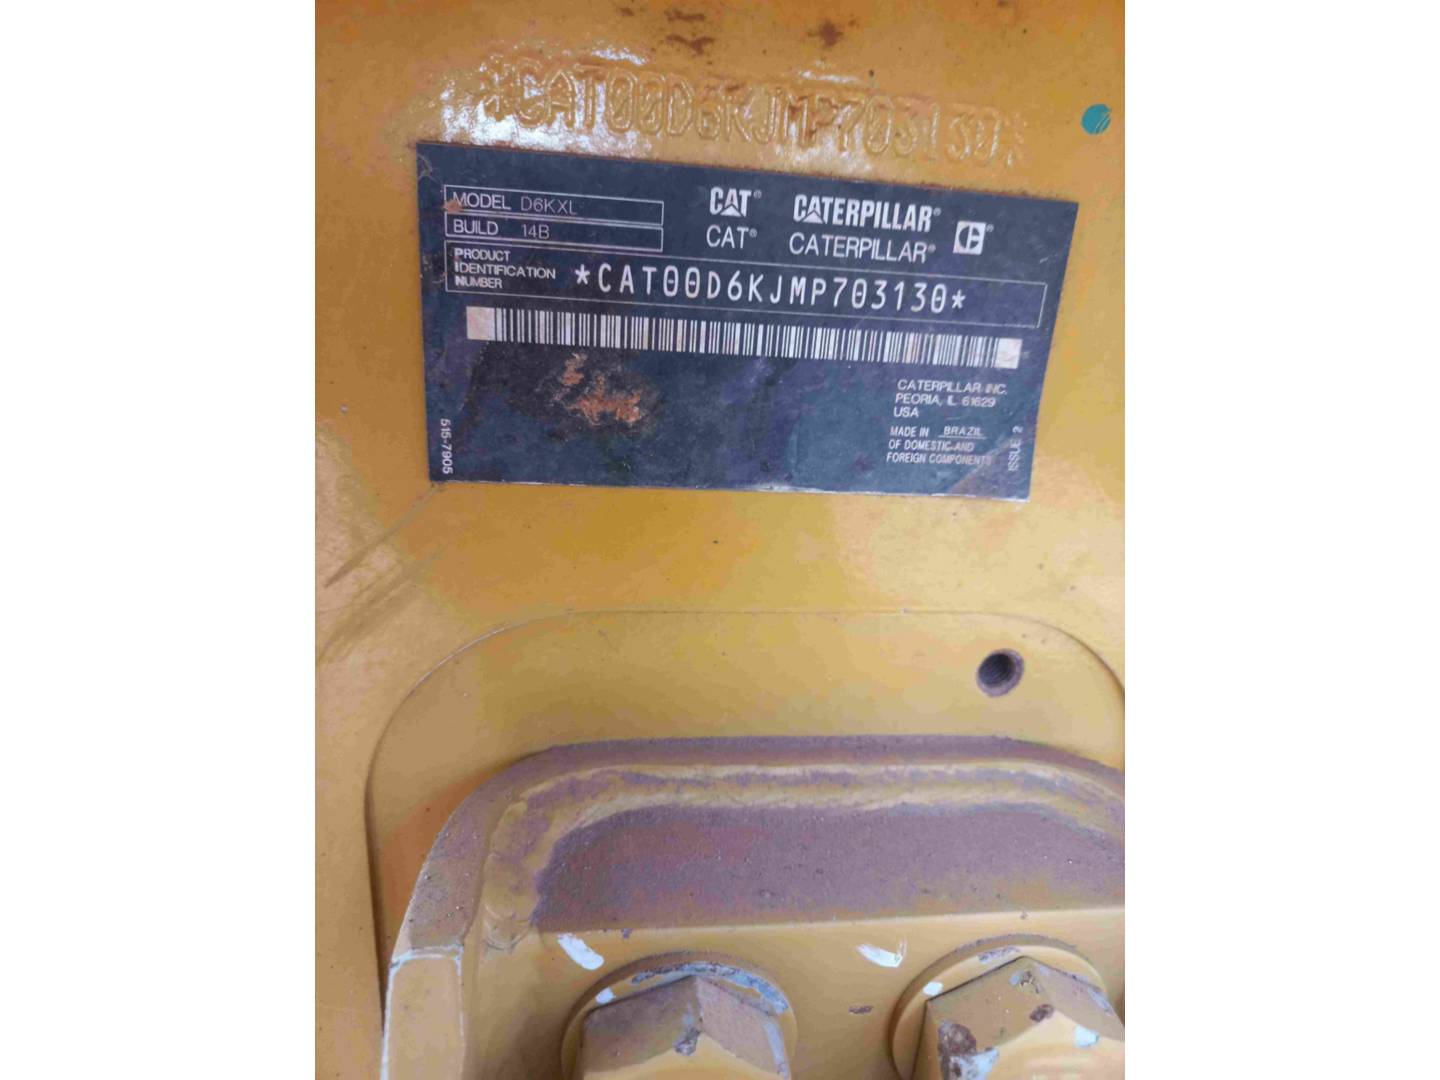 *CAT00D6KJMP703130*
MODEL D6KXL
BUILD 14B
CAT® CATERPILLAR® CE®
CAT® CATERPILLAR®
PRODUCT
IDENTIFICATION
NUMBER
*CAT00D6KJMP703130*
CATERPILLAR INC.
PEORIA, IL 61629
USA
MADE IN BRAZIL
OF DOMESTIC AND
FOREIGN COMPONENTS
515-7905
ISSUE 2